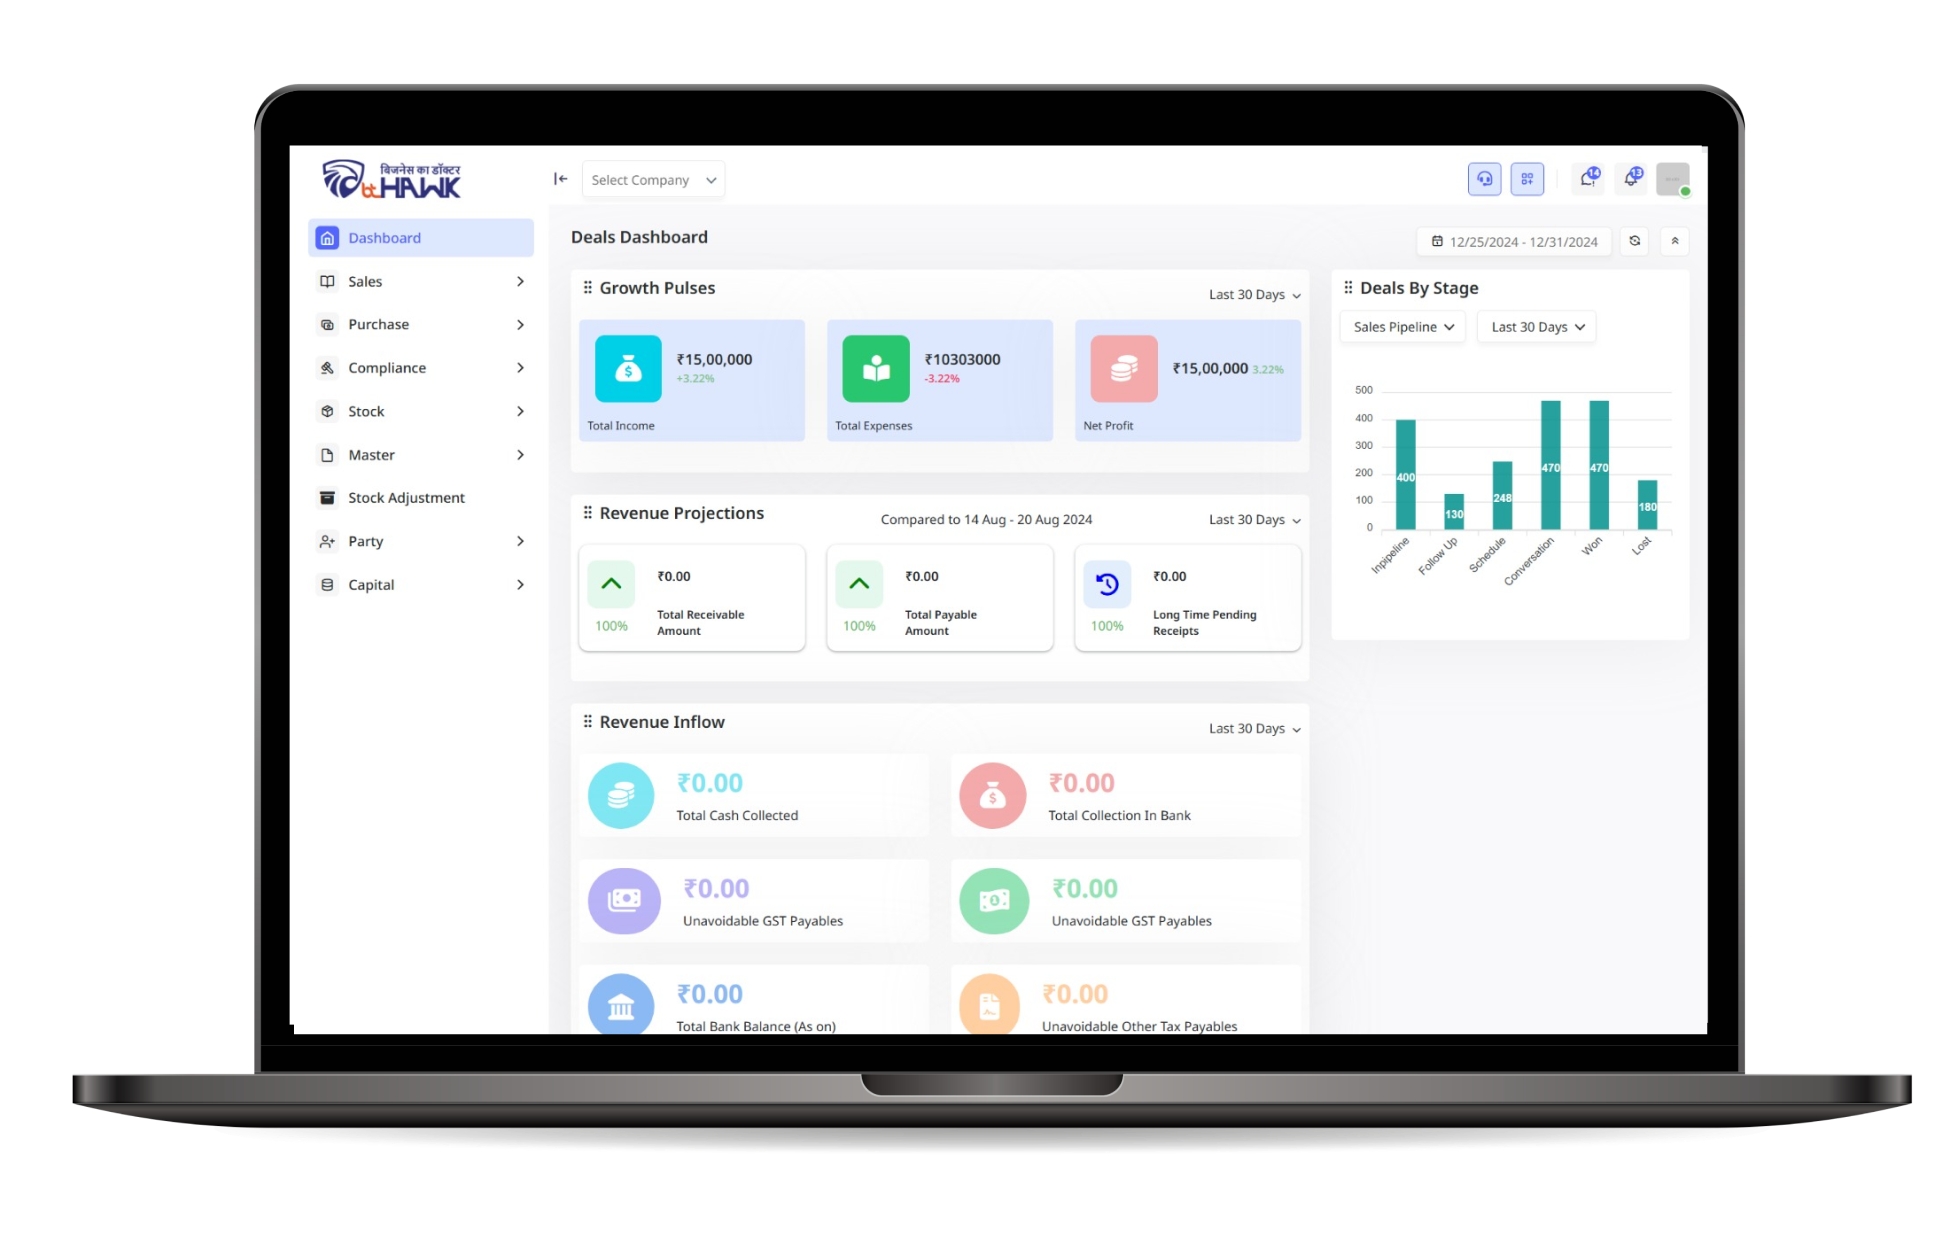 बिजनेस का डॉक्टर
btHAWK
Select Company
14
13
Dashboard
Sales
Purchase
Compliance
Stock
Master
Stock Adjustment
Party
Capital
Deals Dashboard
12/25/2024 - 12/31/2024
Growth Pulses
Last 30 Days
₹15,00,000
+3.22%
Total Income
₹10303000
-3.22%
Total Expenses
₹15,00,000 3.22%
Net Profit
Revenue Projections
Compared to 14 Aug - 20 Aug 2024
Last 30 Days
₹0.00
100%
Total Receivable
Amount
₹0.00
100%
Total Payable
Amount
₹0.00
100%
Long Time Pending
Receipts
Revenue Inflow
Last 30 Days
₹0.00
Total Cash Collected
₹0.00
Total Collection In Bank
₹0.00
Unavoidable GST Payables
₹0.00
Unavoidable GST Payables
₹0.00
Total Bank Balance (As on)
₹0.00
Unavoidable Other Tax Payables
Deals By Stage
Sales Pipeline
Last 30 Days
500
400
300
200
100
0
400
130
248
470
470
180
Inpipeline
Follow Up
Schedule
Conversation
Won
Lost